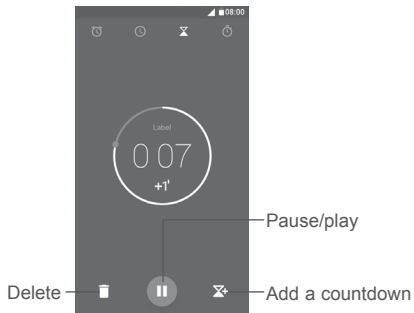 08:00
Label
0 07
+1'
Pause/play
Delete
Add a countdown